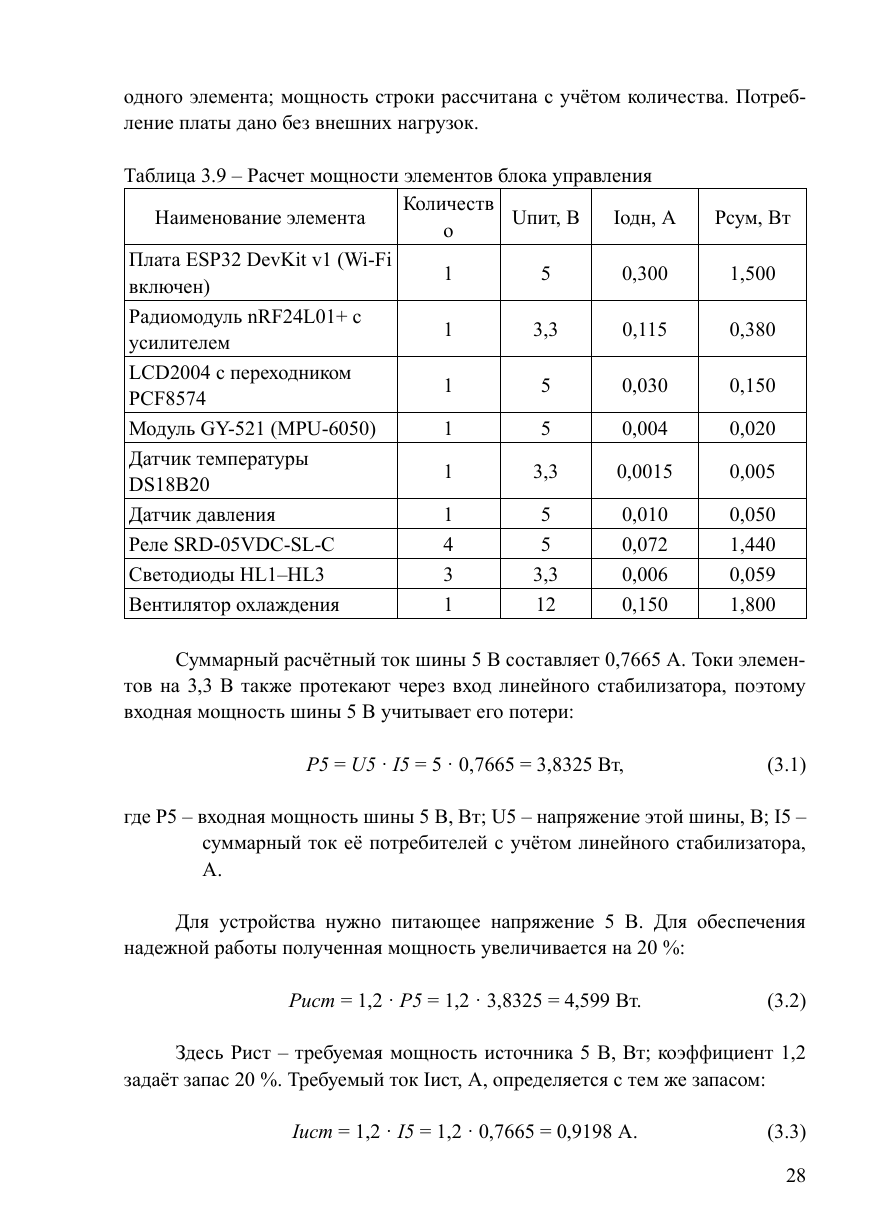 одного элемента; мощность строки рассчитана с учётом количества. Потреб-
ление платы дано без внешних нагрузок.
Таблица 3.9 – Расчет мощности элементов блока управления
Наименование элемента Количеств
о Uпит, В Iодн, А Pсум, Вт
Плата ESP32 DevKit v1 (Wi-Fi
включен) 1 5 0,300 1,500
Радиомодуль nRF24L01+ с
усилителем 1 3,3 0,115 0,380
LCD2004 с переходником
PCF8574 1 5 0,030 0,150
Модуль GY-521 (MPU-6050) 1 5 0,004 0,020
Датчик температуры
DS18B20 1 3,3 0,0015 0,005
Датчик давления 1 5 0,010 0,050
Реле SRD-05VDC-SL-C 4 5 0,072 1,440
Светодиоды HL1–HL3 3 3,3 0,006 0,059
Вентилятор охлаждения 1 12 0,150 1,800
Суммарный расчётный ток шины 5 В составляет 0,7665 А. Токи элемен-
тов на 3,3 В также протекают через вход линейного стабилизатора, поэтому
входная мощность шины 5 В учитывает его потери:
P5 = U5 · I5 = 5 · 0,7665 = 3,8325 Вт, (3.1)
где P5 – входная мощность шины 5 В, Вт; U5 – напряжение этой шины, В; I5 –
суммарный ток её потребителей с учётом линейного стабилизатора,
А.
Для устройства нужно питающее напряжение 5 В. Для обеспечения
надежной работы полученная мощность увеличивается на 20 %:
Pист = 1,2 · P5 = 1,2 · 3,8325 = 4,599 Вт. (3.2)
Здесь Pист – требуемая мощность источника 5 В, Вт; коэффициент 1,2
задаёт запас 20 %. Требуемый ток Iист, А, определяется с тем же запасом:
Iист = 1,2 · I5 = 1,2 · 0,7665 = 0,9198 А. (3.3)
28